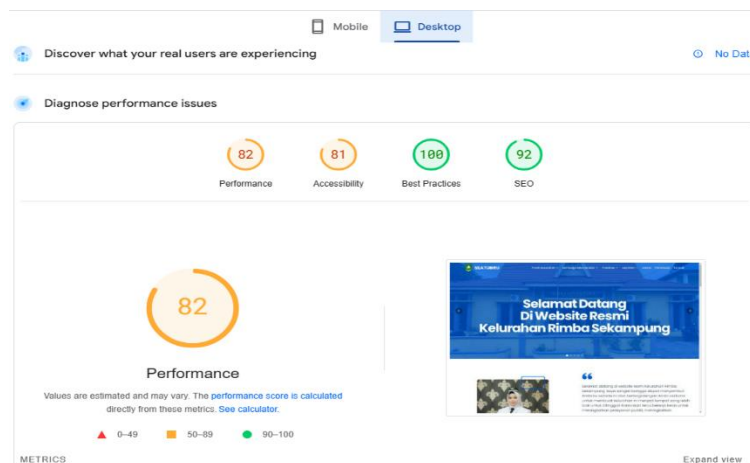 Mobile
Desktop
Discover what your real users are experiencing
No Dat
Diagnose performance issues
82
81
100
92
Performance
Accessibility
Best Practices
SEO
82
Performance
Values are estimated and may vary. The performance score is calculated
directly from these metrics. See calculator.
0–49
50–89
90–100
Selamat Datang
Di Website Resmi
Kelurahan Rimba Sekampung
METRICS
Expand view